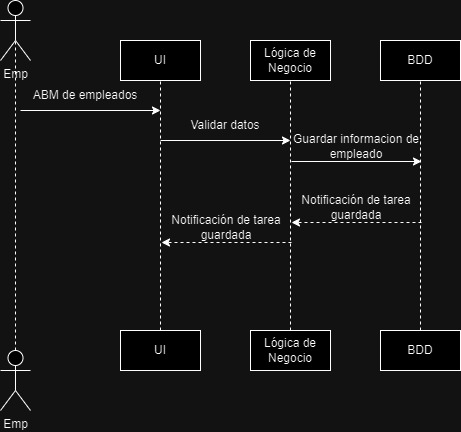 Emp
UI
Lógica de
Negocio
BDD
ABM de empleados
Validar datos
Guardar informacion de
empleado
Notificación de tarea
guardada
Notificación de tarea
guardada
UI
Lógica de
Negocio
BDD
Emp